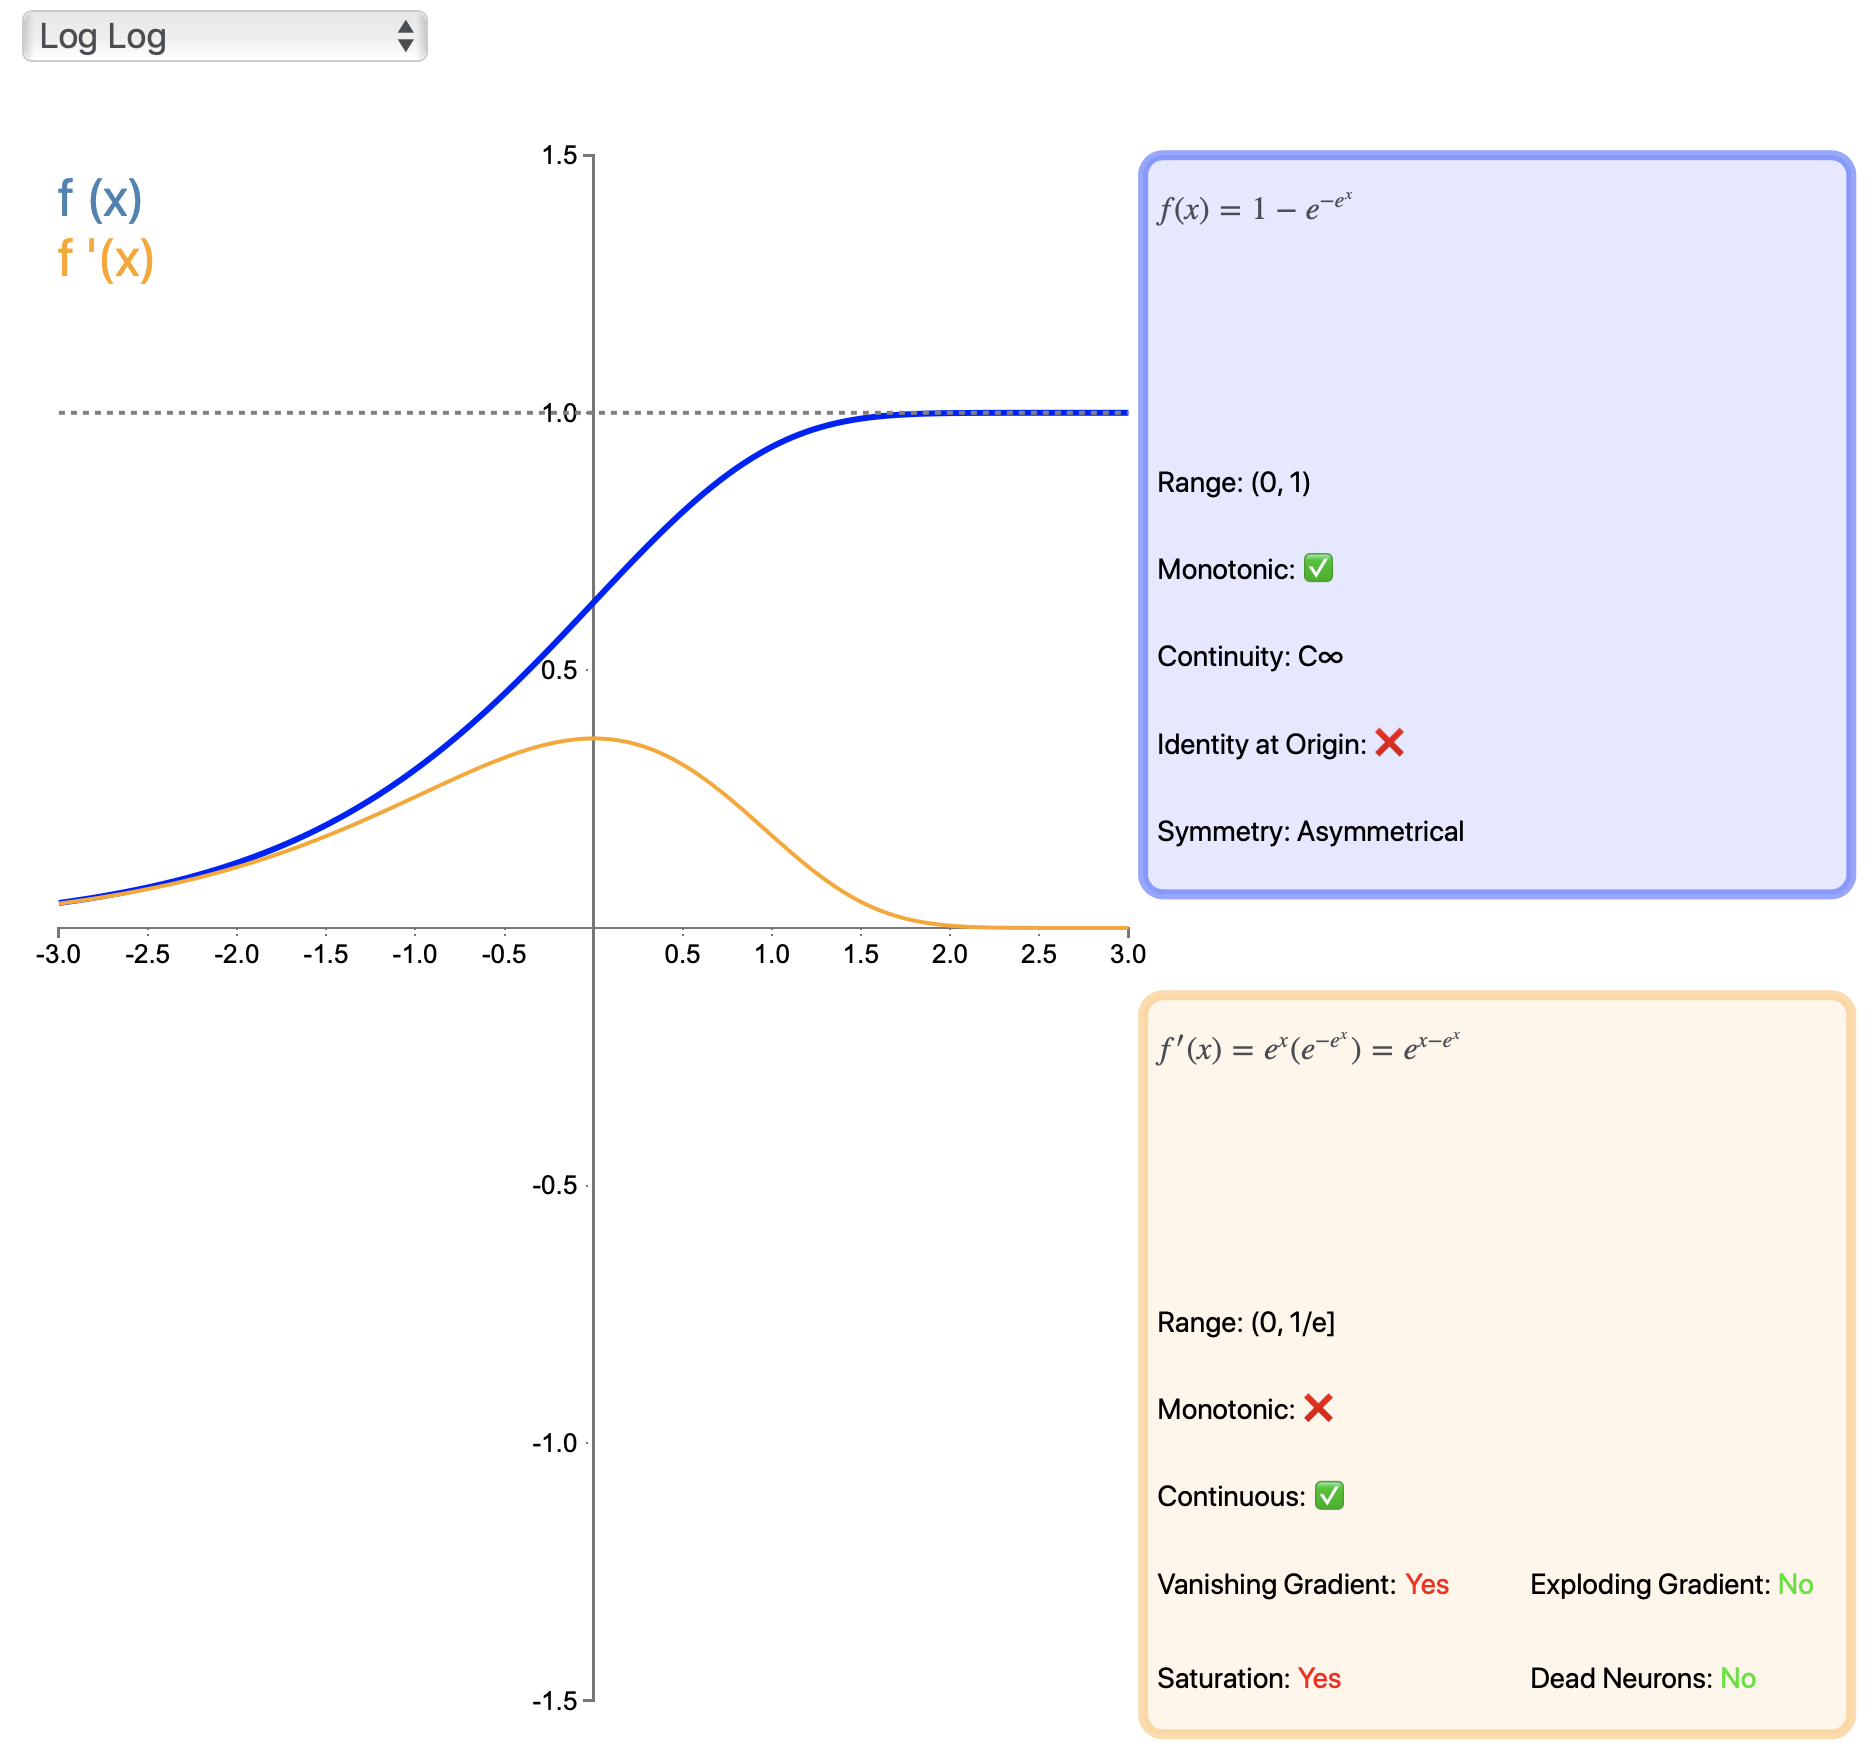 Log Log
f (x)
f '(x)
1.5
1.0
0.5
-3.0 -2.5 -2.0 -1.5 -1.0 -0.5 0.5 1.0 1.5 2.0 2.5 3.0
-0.5
-1.0
-1.5
f(x) = 1 − e^{−e^x}
Range: (0, 1)
Monotonic: ✅
Continuity: C∞
Identity at Origin: ❌
Symmetry: Asymmetrical
f′(x) = e^x(e^{−e^x}) = e^{x−e^x}
Range: (0, 1/e]
Monotonic: ❌
Continuous: ✅
Vanishing Gradient: Yes Exploding Gradient: No
Saturation: Yes Dead Neurons: No